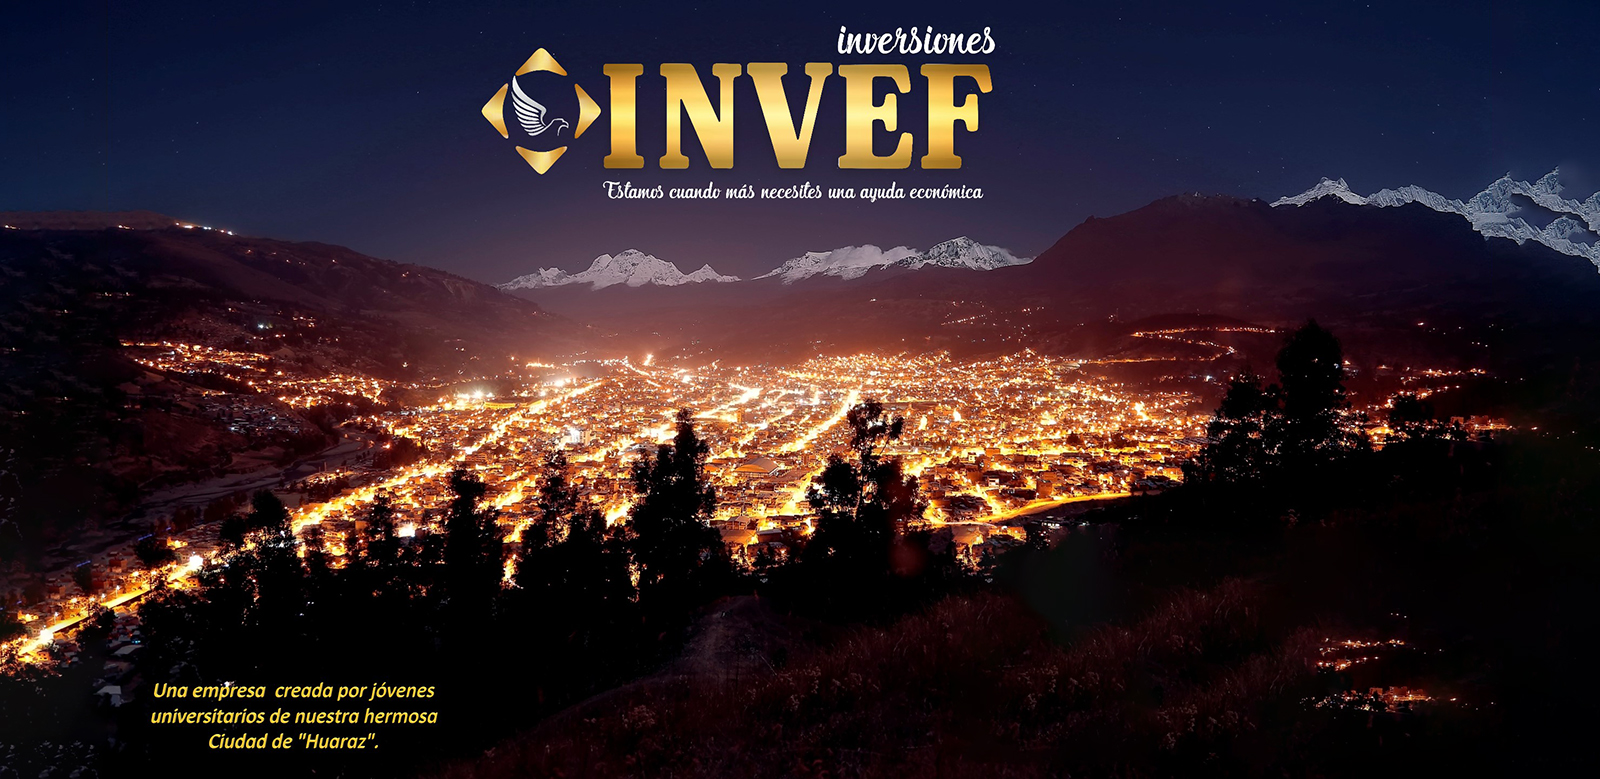 inversiones
INVEF
Estamos cuando más necesites una ayuda económica
Una empresa creada por jóvenes
universitarios de nuestra hermosa
Ciudad de "Huaraz".